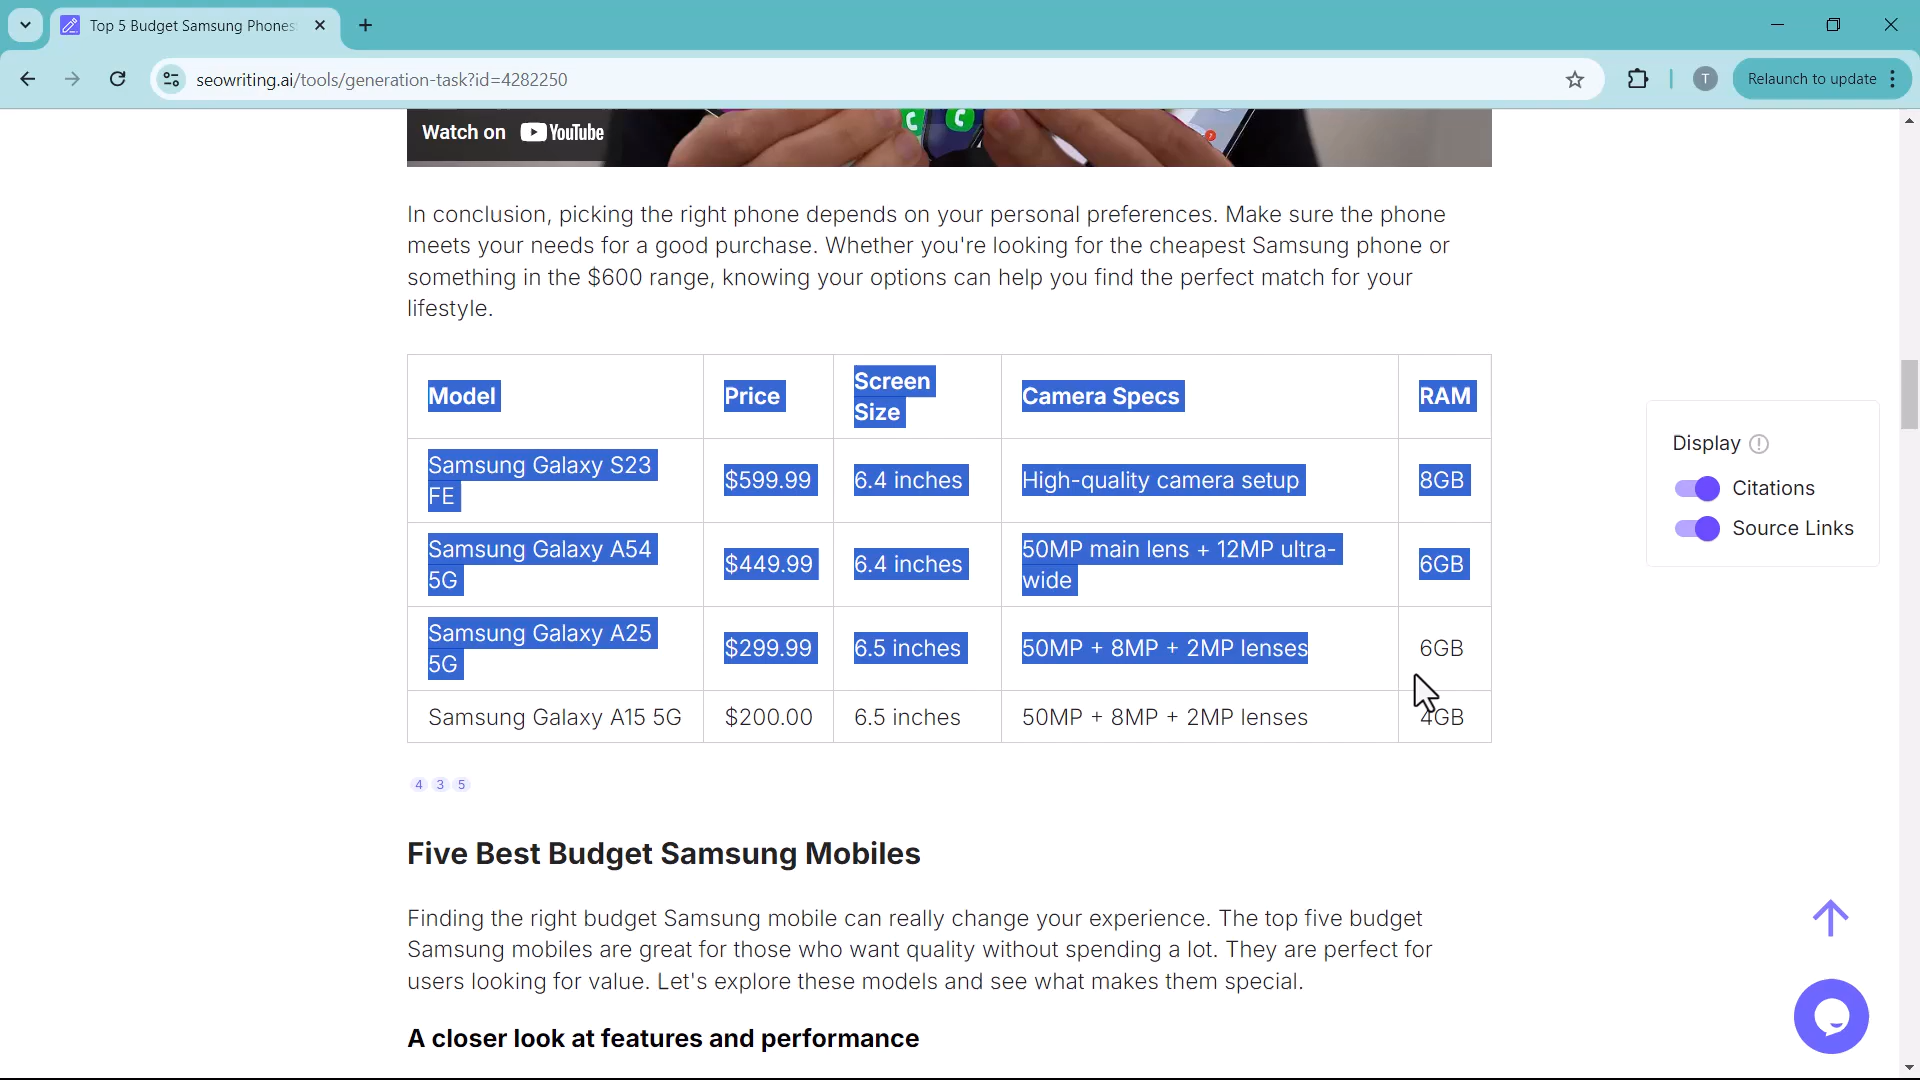 Top 5 Budget Samsung Phones
seowriting.ai/tools/generation-task?id=4282250
T
Relaunch to update
Watch on YouTube
In conclusion, picking the right phone depends on your personal preferences. Make sure the phone
meets your needs for a good purchase. Whether you're looking for the cheapest Samsung phone or
something in the $600 range, knowing your options can help you find the perfect match for your
lifestyle.
Model Price Screen Size Camera Specs RAM
Samsung Galaxy S23 FE $599.99 6.4 inches High-quality camera setup 8GB
Samsung Galaxy A54 5G $449.99 6.4 inches 50MP main lens + 12MP ultra-wide 6GB
Samsung Galaxy A25 5G $299.99 6.5 inches 50MP + 8MP + 2MP lenses 6GB
Samsung Galaxy A15 5G $200.00 6.5 inches 50MP + 8MP + 2MP lenses 4GB
Display
Citations
Source Links
4 3 5
Five Best Budget Samsung Mobiles
Finding the right budget Samsung mobile can really change your experience. The top five budget
Samsung mobiles are great for those who want quality without spending a lot. They are perfect for
users looking for value. Let's explore these models and see what makes them special.
A closer look at features and performance